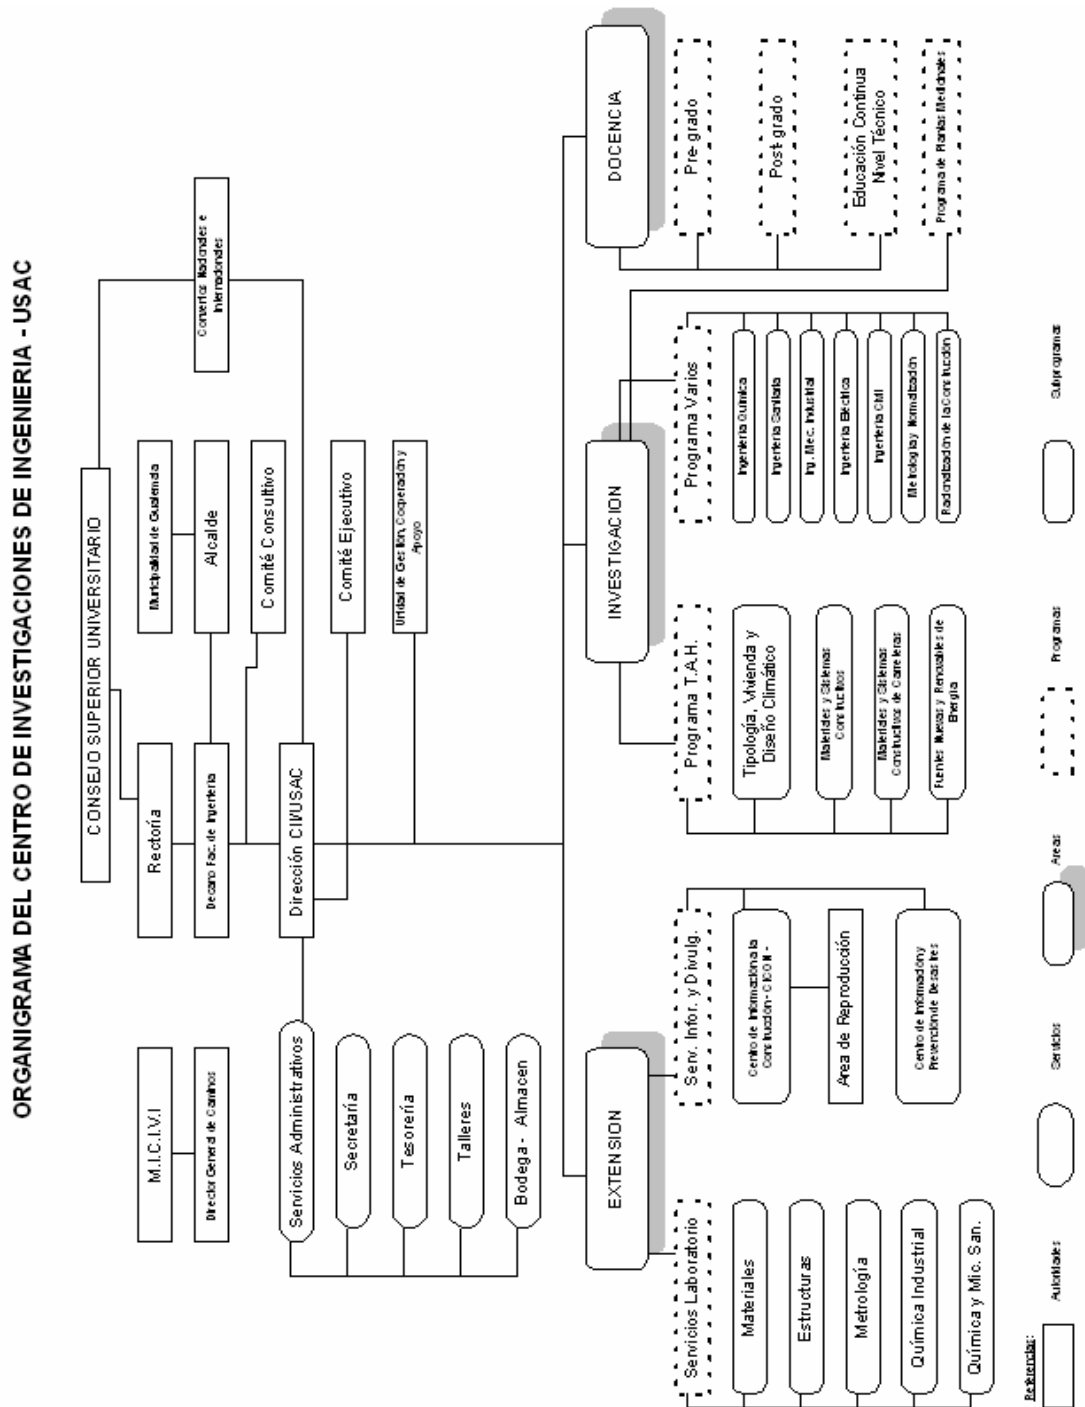 ORGANIGRAMA DEL CENTRO DE INVESTIGACIONES DE INGENIERIA - USAC
CONSEJO SUPERIOR UNIVERSITARIO
M.I.C.I.V.I
Rectoría
Municipalidad de Guatemala
Director General de Caminos
Decano Fac. de Ingeniería
Alcalde
Convenios Nacionales e
Internacionales
Comité Consultivo
Servicios Administrativos
Dirección CII/USAC
Secretaría
Comité Ejecutivo
Tesorería
Unidad de Gestión, Cooperación y
Apoyo
Talleres
Bodega - Almacen
EXTENSION
INVESTIGACION
DOCENCIA
Servicios Laboratorio
Materiales
Estructuras
Metrología
Química Industrial
Química y Mic. San.
Serv. Infor. y Divulg.
Centro de Información a la
Construcción - CICON -
Area de Reproducción
Centro de Información y
Prevención de Desastres
Programa T.A.H.
Tipología, Vivienda y
Diseño Climático
Materiales y Sistemas
Constructivos
Materiales y Sistemas
Constructivos de Carreteras
Fuentes Nuevas y Renovables de
Energía
Programa Varios
Ingeniería Química
Ingeniería Sanitaria
Ing. Mec. Industrial
Ingeniería Eléctrica
Ingeniería Civil
Metrología y Normalización
Racionalización de la Construcción
Pre-grado
Post-grado
Educación Continua
Nivel Técnico
Programa de Plantas Medicinales
Referencias:
Autoridades
Servicios
Areas
Programas
Subprogramas